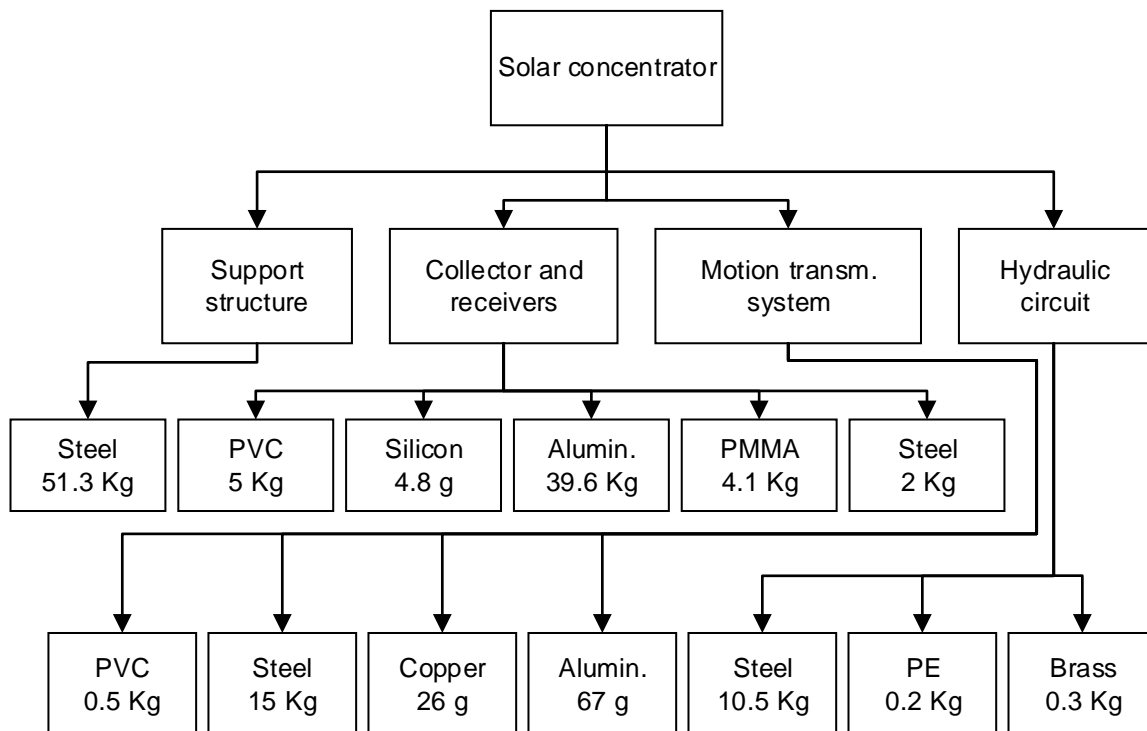 Solar concentrator
Support
structure
Collector and
receivers
Motion transm.
system
Hydraulic
circuit
Steel
51.3 Kg
PVC
5 Kg
Silicon
4.8 g
Alumin.
39.6 Kg
PMMA
4.1 Kg
Steel
2 Kg
PVC
0.5 Kg
Steel
15 Kg
Copper
26 g
Alumin.
67 g
Steel
10.5 Kg
PE
0.2 Kg
Brass
0.3 Kg